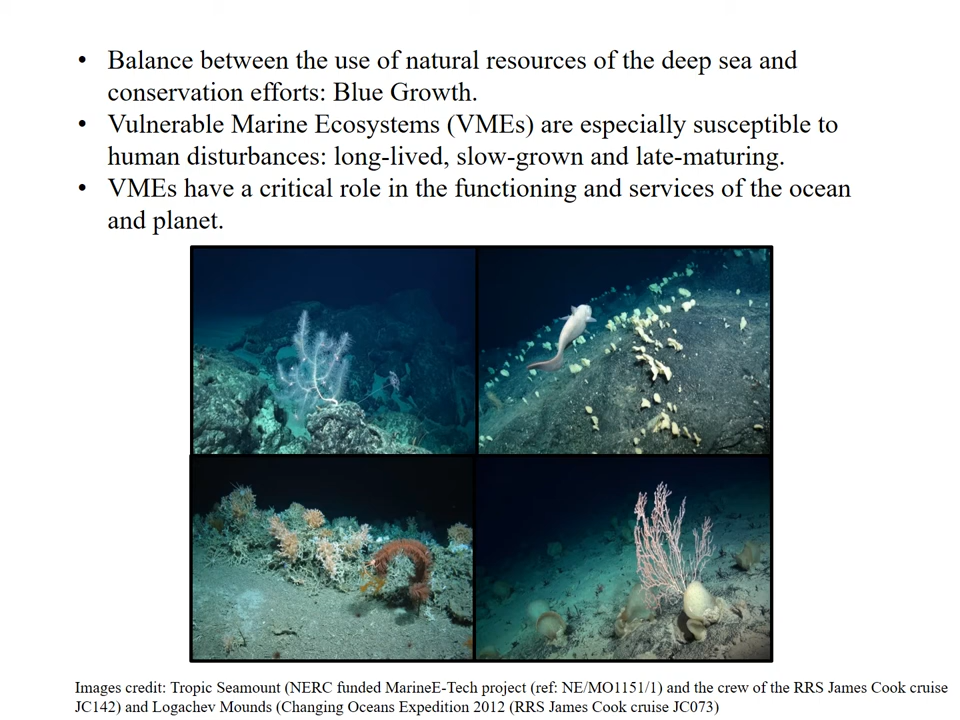 • Balance between the use of natural resources of the deep sea and
conservation efforts: Blue Growth.
• Vulnerable Marine Ecosystems (VMEs) are especially susceptible to
human disturbances: long-lived, slow-grown and late-maturing.
• VMEs have a critical role in the functioning and services of the ocean
and planet.
Images credit: Tropic Seamount (NERC funded MarineE-Tech project (ref: NE/MO1151/1) and the crew of the RRS James Cook cruise
JC142) and Logachev Mounds (Changing Oceans Expedition 2012 (RRS James Cook cruise JC073)